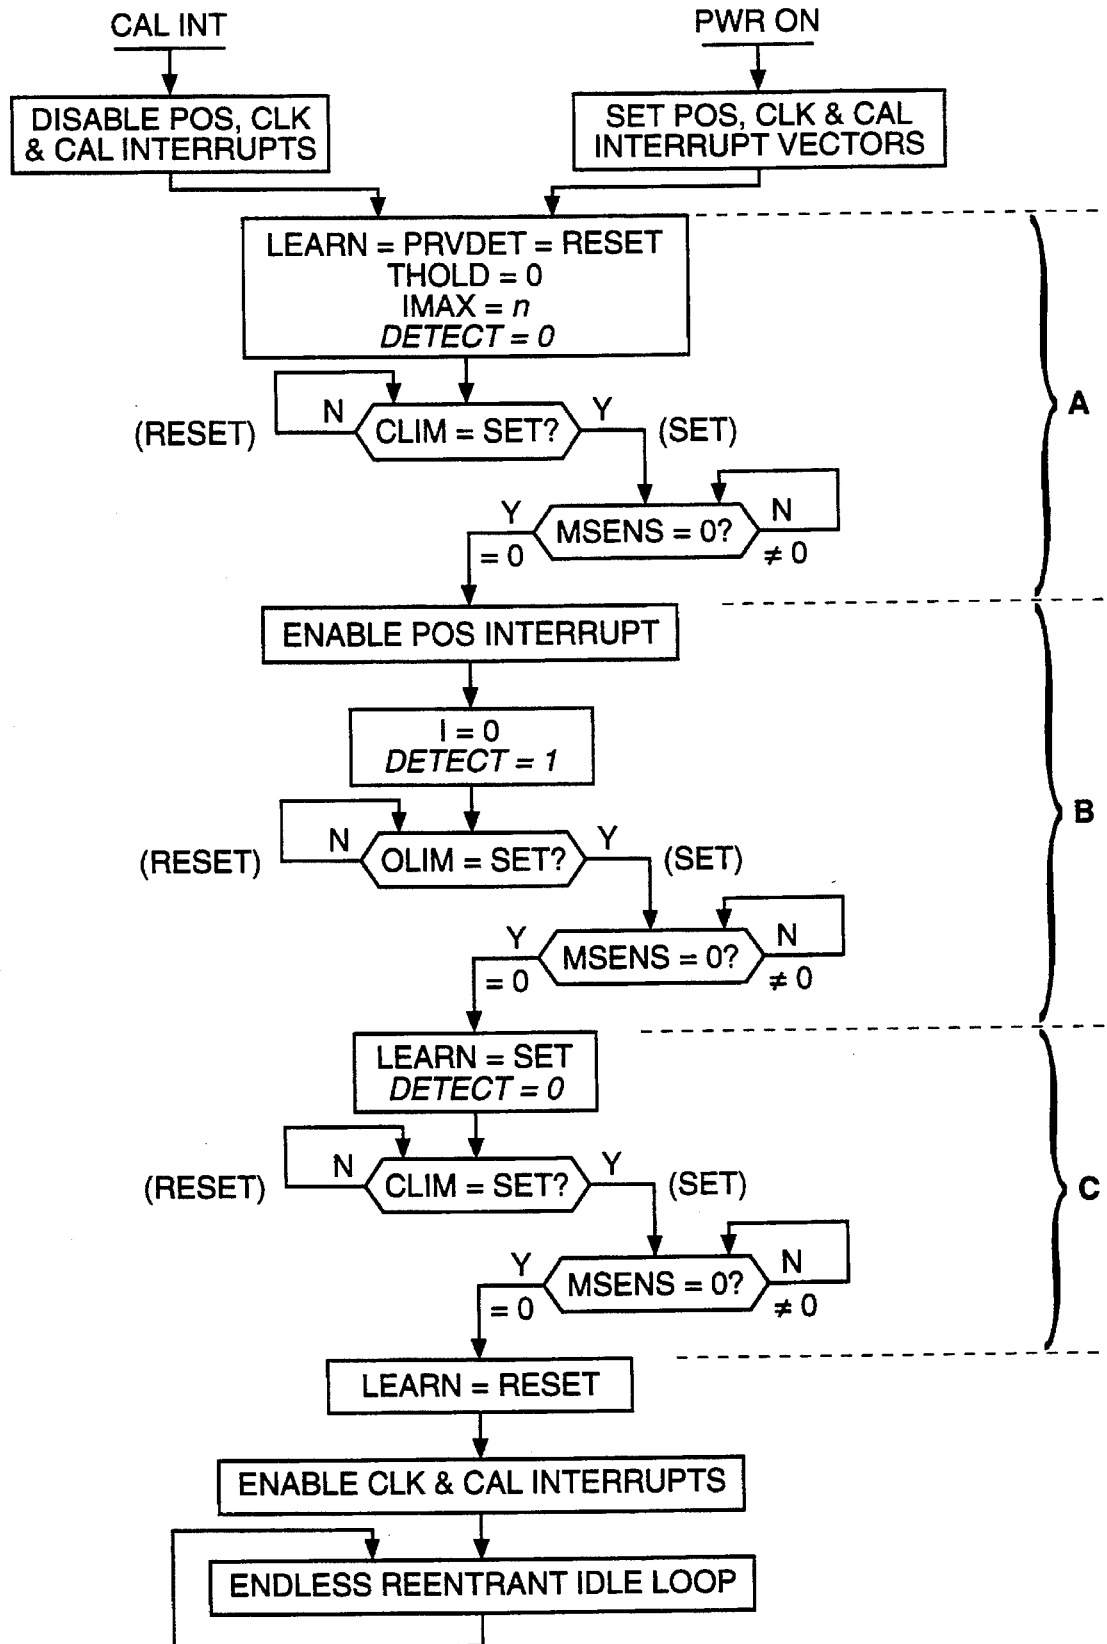 CAL INT
PWR ON
DISABLE POS, CLK
& CAL INTERRUPTS
SET POS, CLK & CAL
INTERRUPT VECTORS
LEARN = PRVDET = RESET
THOLD = 0
IMAX = n
DETECT = 0
A
N
Y
(RESET)
CLIM = SET?
(SET)
Y
N
MSENS = 0?
= 0
≠ 0
ENABLE POS INTERRUPT
I = 0
DETECT = 1
B
N
Y
(RESET)
OLIM = SET?
(SET)
Y
N
MSENS = 0?
= 0
≠ 0
LEARN = SET
DETECT = 0
N
Y
(RESET)
CLIM = SET?
(SET)
C
Y
N
MSENS = 0?
= 0
≠ 0
LEARN = RESET
ENABLE CLK & CAL INTERRUPTS
ENDLESS REENTRANT IDLE LOOP